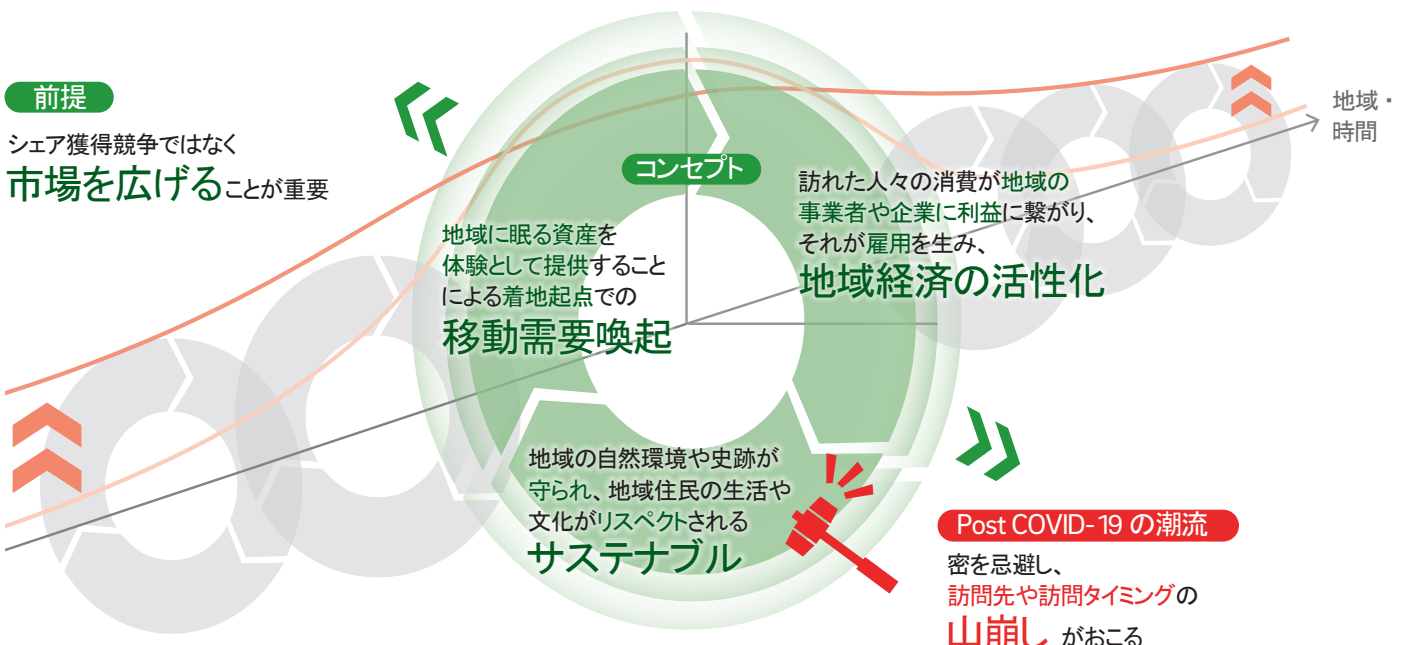 前提
シェア獲得競争ではなく
市場を広げることが重要
コンセプト
地域に眠る資産を
体験として提供すること
による着地起点での
移動需要喚起
訪れた人々の消費が地域の
事業者や企業に利益に繋がり、
それが雇用を生み、
地域経済の活性化
地域の自然環境や史跡が
守られ、地域住民の生活や
文化がリスペクトされる
サステナブル
地域・
時間
Post COVID-19 の潮流
密を忌避し、
訪問先や訪問タイミングの
山崩し がおこる